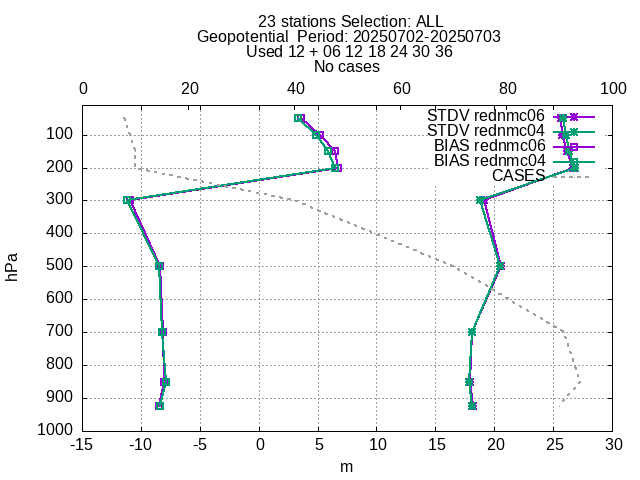 23 stations Selection: ALL
Geopotential  Period: 20250702-20250703
Used 12 + 06 12 18 24 30 36
No cases
0 20 40 60 80 100
STDV rednmc06
STDV rednmc04
BIAS rednmc06
BIAS rednmc04
CASES
100
200
300
400
500
600
700
800
900
1000
hPa
-15 -10 -5 0 5 10 15 20 25 30
m